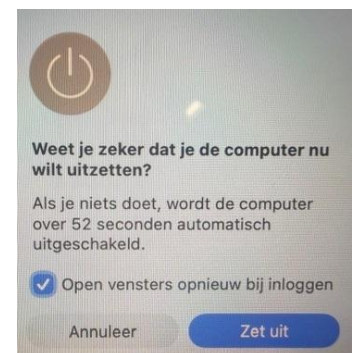 Weet je zeker dat je de computer nu
wilt uitzetten?
Als je niets doet, wordt de computer
over 52 seconden automatisch
uitgeschakeld.
Open vensters opnieuw bij inloggen
Annuleer
Zet uit